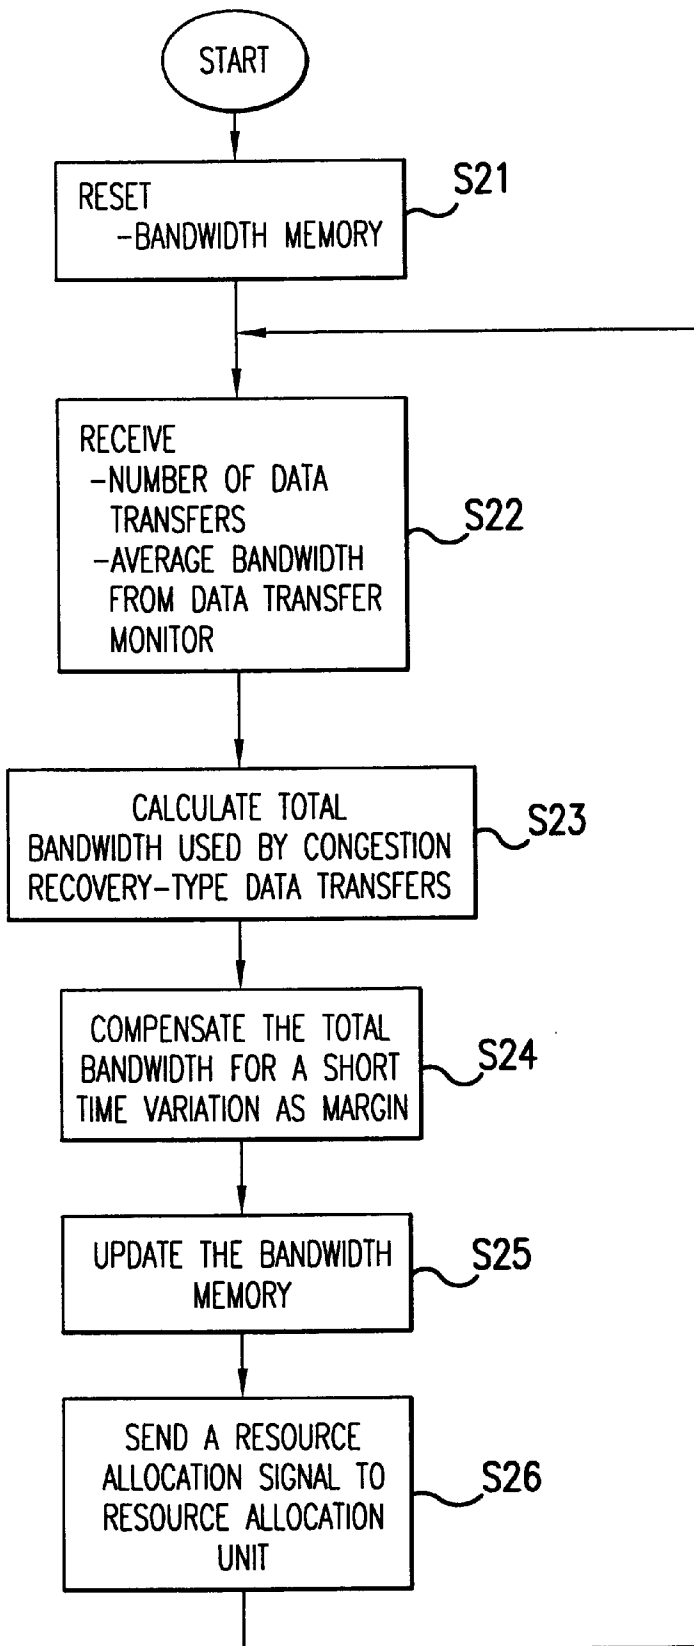 START
RESET
-BANDWIDTH MEMORY
S21
RECEIVE
-NUMBER OF DATA
TRANSFERS
-AVERAGE BANDWIDTH
FROM DATA TRANSFER
MONITOR
S22
CALCULATE TOTAL
BANDWIDTH USED BY CONGESTION
RECOVERY-TYPE DATA TRANSFERS
S23
COMPENSATE THE TOTAL
BANDWIDTH FOR A SHORT
TIME VARIATION AS MARGIN
S24
UPDATE THE BANDWIDTH
MEMORY
S25
SEND A RESOURCE
ALLOCATION SIGNAL TO
RESOURCE ALLOCATION
UNIT
S26